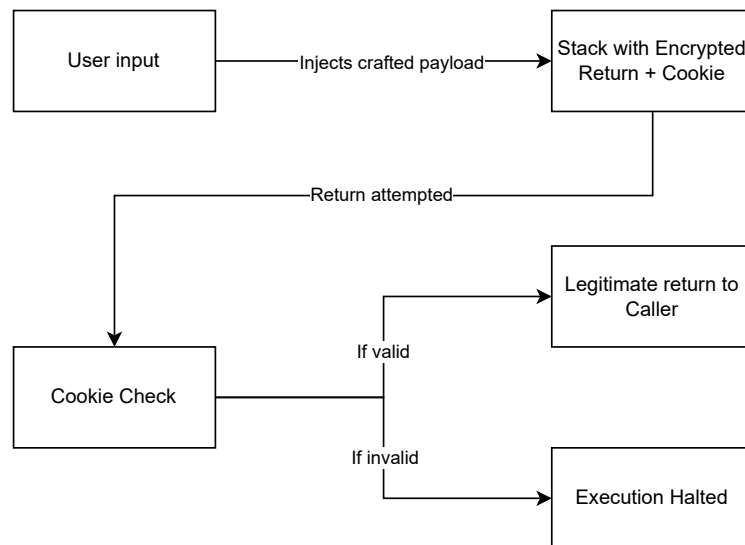 User input
Injects crafted payload
Stack with Encrypted
Return + Cookie
Return attempted
Legitimate return to
Caller
If valid
Cookie Check
If invalid
Execution Halted